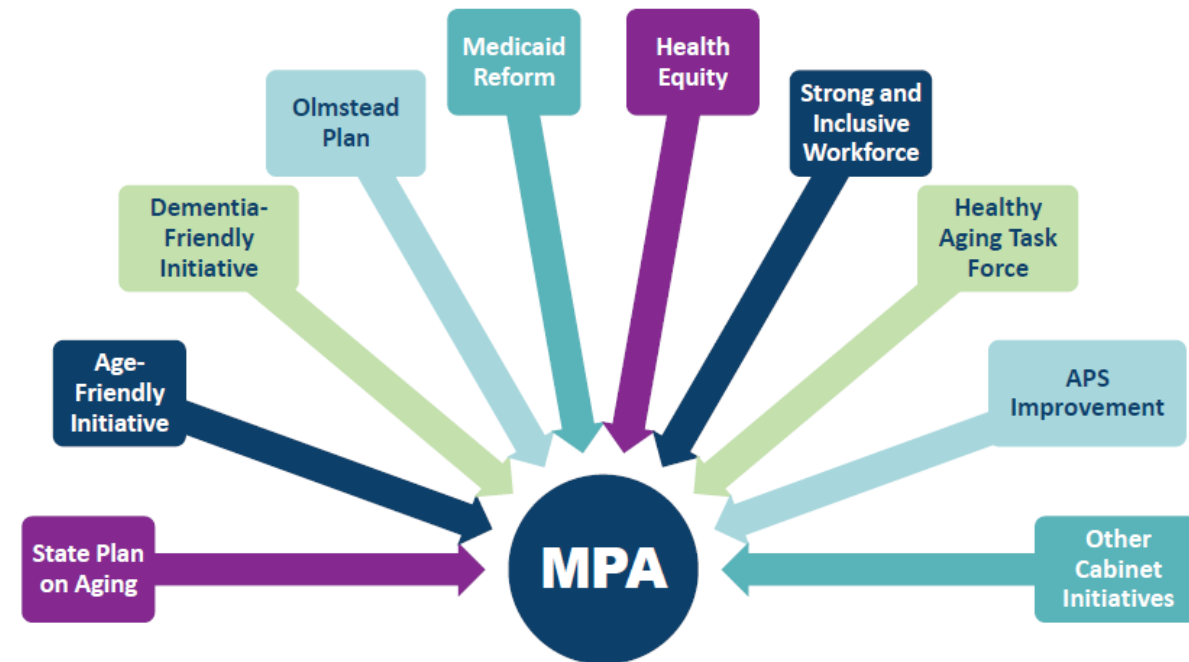 Medicaid
Reform
Health
Equity
Olmstead
Plan
Strong and
Inclusive
Workforce
Dementia-
Friendly
Initiative
Healthy
Aging Task
Force
Age-
Friendly
Initiative
APS
Improvement
State Plan
on Aging
MPA
Other
Cabinet
Initiatives